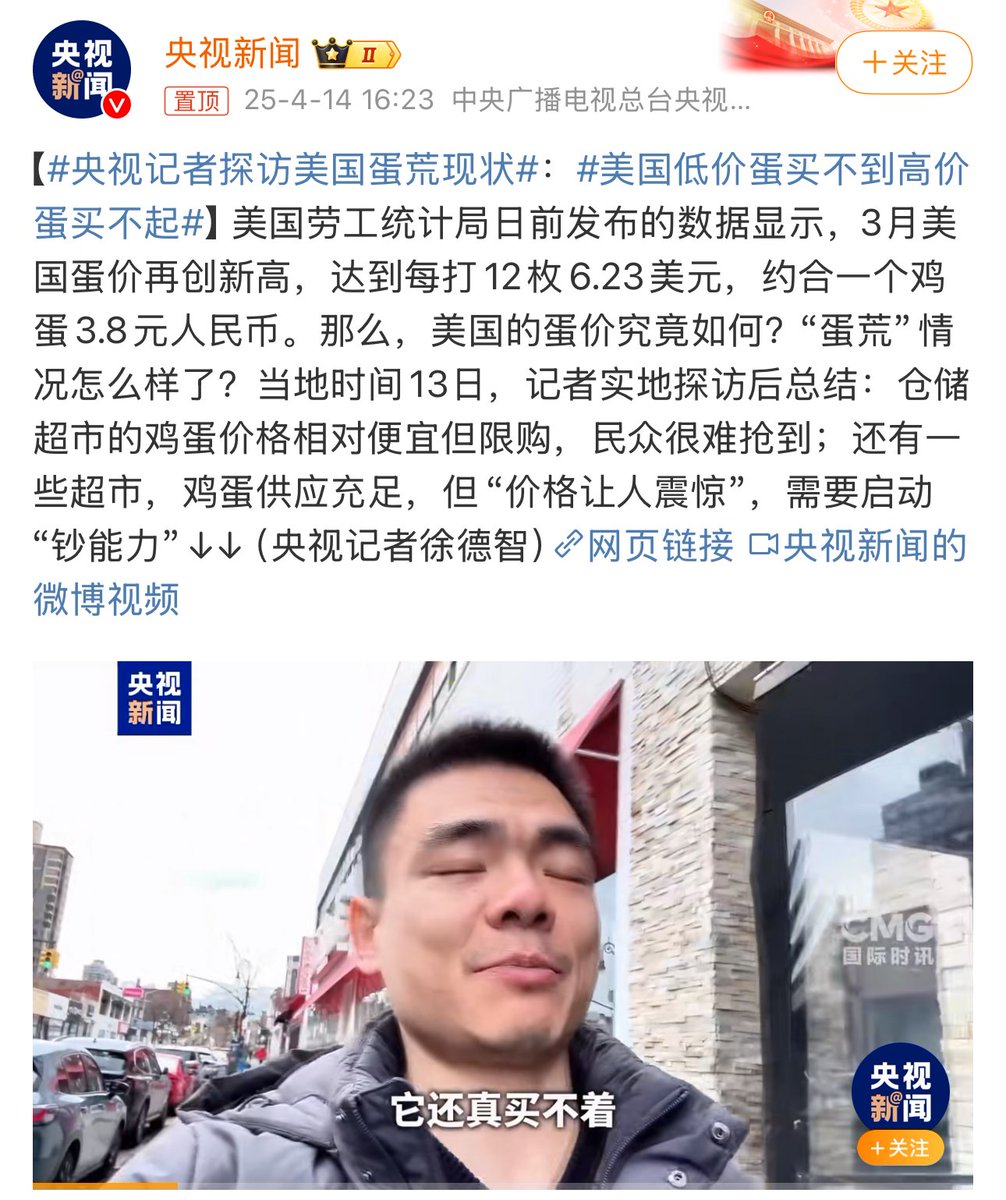 央视
新@闻
央视新闻 II
+关注
置顶 25-4-14 16:23 中央广播电视总台央视...
【#央视记者探访美国蛋荒现状#：#美国低价蛋买不到高价
蛋买不起#】美国劳工统计局日前发布的数据显示，3月美
国蛋价再创新高，达到每打12枚6.23美元，约合一个鸡
蛋3.8元人民币。那么，美国的蛋价究竟如何？“蛋荒”情
况怎么样了？当地时间13日，记者实地探访后总结：仓储
超市的鸡蛋价格相对便宜但限购，民众很难抢到；还有一
些超市，鸡蛋供应充足，但“价格让人震惊”，需要启动
“钞能力”↓↓（央视记者徐德智）网页链接 央视新闻的
微博视频
央视
新闻
CMG
国际时讯
它还真买不着
央视
新@闻
+关注